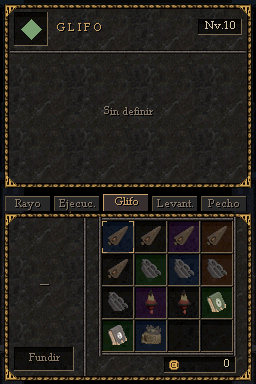 GLIFO
Nv.10
Sin definir
Rayo
Ejecuc.
Glifo
Levant.
Pecho
—
Fundir
0